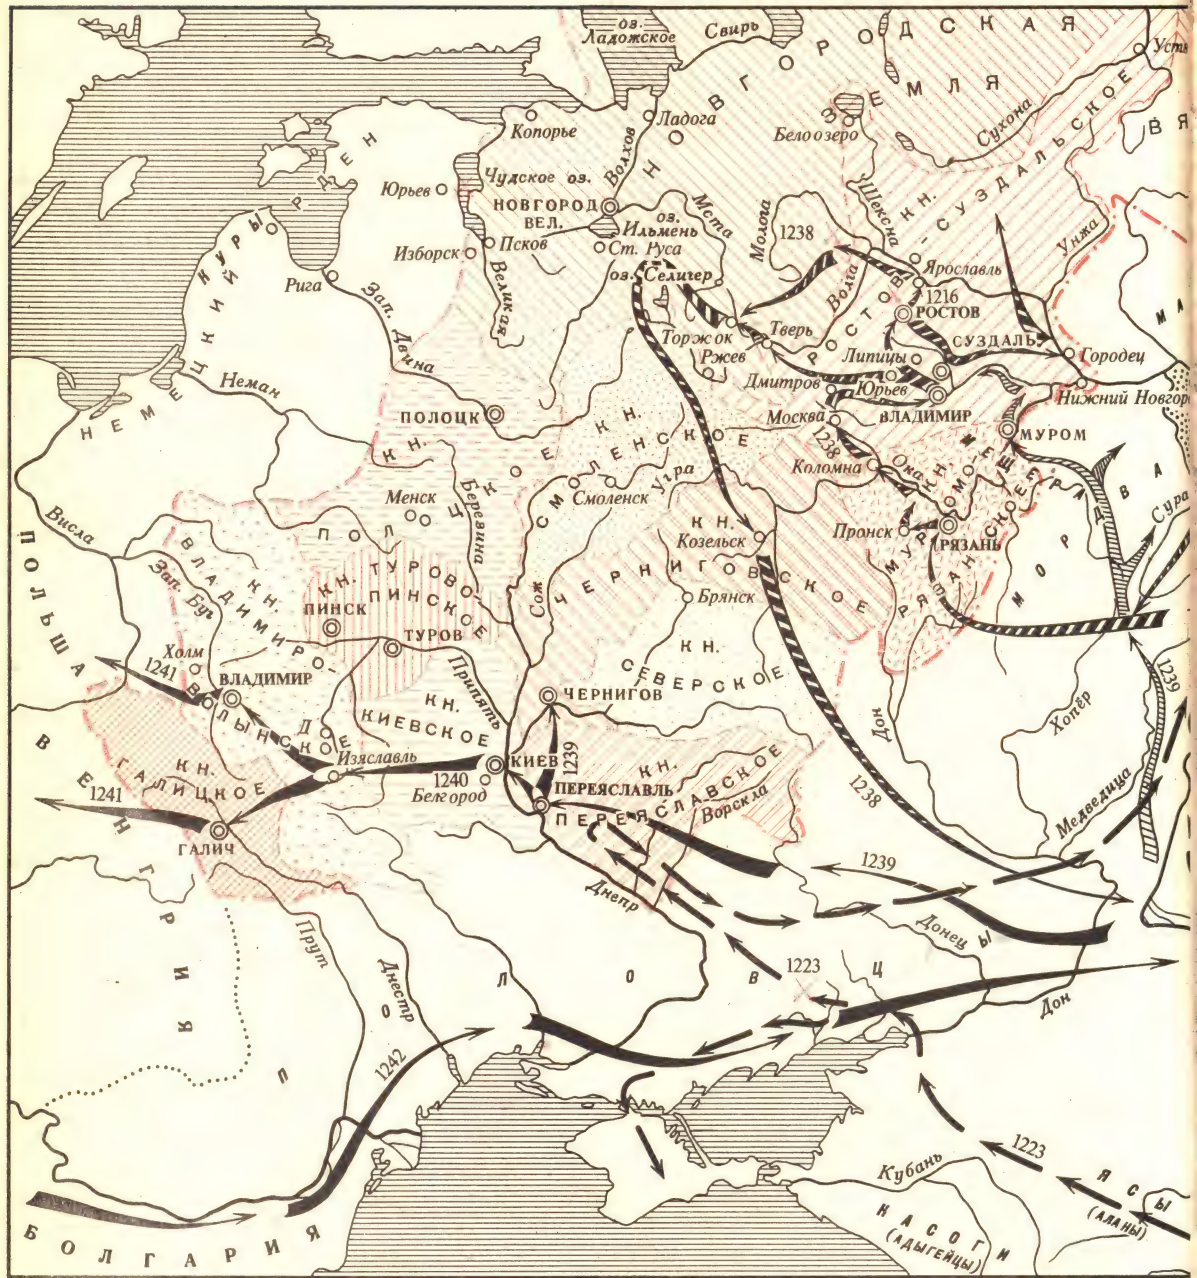 оз. Ладожское
Свирь
НОВГОРОДСКАЯ
ЗЕМЛЯ
Копорье
Ладога
Белоозеро
Сухона
Волхов
Чудское оз.
Юрьев
НОВГОРОД ВЕЛ.
оз. Ильмень
Мста
Молога
1238
Шексна
РОСТОВО-СУЗДАЛЬСКОЕ
КН.
Унжа
Изборск
Псков
Ст. Руса
оз. Селигер
Великая
КУРЫ
НЕМЕЦКИЙ ОРДЕН
Рига
Зап. Двина
Волга
Ярославль
1216
РОСТОВ
СУЗДАЛЬ
Торжок
Тверь
Ржев
Липицы
Городец
Дмитров
Юрьев
Неман
Нижний Новгор
ПОЛОЦК
Москва
ВЛАДИМИР
МУРОМ
1238
КН.
ПОЛОЦКОЕ
КН.
СМОЛЕНСКОЕ
Коломна
Ока
КН.
МУРОМО-
РЯЗАНСКОЕ
МЕЩЕРА
МОРДВА
Березина
Смоленск
Угра
Менск
Сура
Висла
ПОЛЬША
Пронск
РЯЗАНЬ
Козельск
КН.
ЧЕРНИГОВСКОЕ
Зап. Буг
КН.
ВЛАДИМИРО-
ВОЛЫНСКОЕ
КН. ТУРОВО-
ПИНСКОЕ
ПИНСК
ТУРОВ
Сож
Брянск
Холм
1241
ВЛАДИМИР
Припять
КН.
СЕВЕРСКОЕ
ЧЕРНИГОВ
1239
Дон
Хопёр
КН.
КИЕВСКОЕ
Изяславль
КИЕВ
1240
Белгород
1239
ПЕРЕЯСЛАВЛЬ
КН.
ПЕРЕЯСЛАВСКОЕ
Ворскла
КН.
ГАЛИЦКОЕ
1241
ГАЛИЧ
ВЕНГРИЯ
1238
Медведица
1239
Днепр
Донец
Прут
Днестр
ПОЛОВЦЫ
1223
Дон
1242
1223
Кубань
ЯСЫ
(АЛАНЫ)
КАСОГИ
(АДЫГЕЙЦЫ)
БОЛГАРИЯ